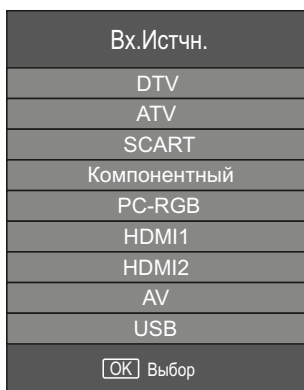 Вх.Истчн.
DTV
ATV
SCART
Компонентный
PC-RGB
HDMI1
HDMI2
AV
USB
OK Выбор